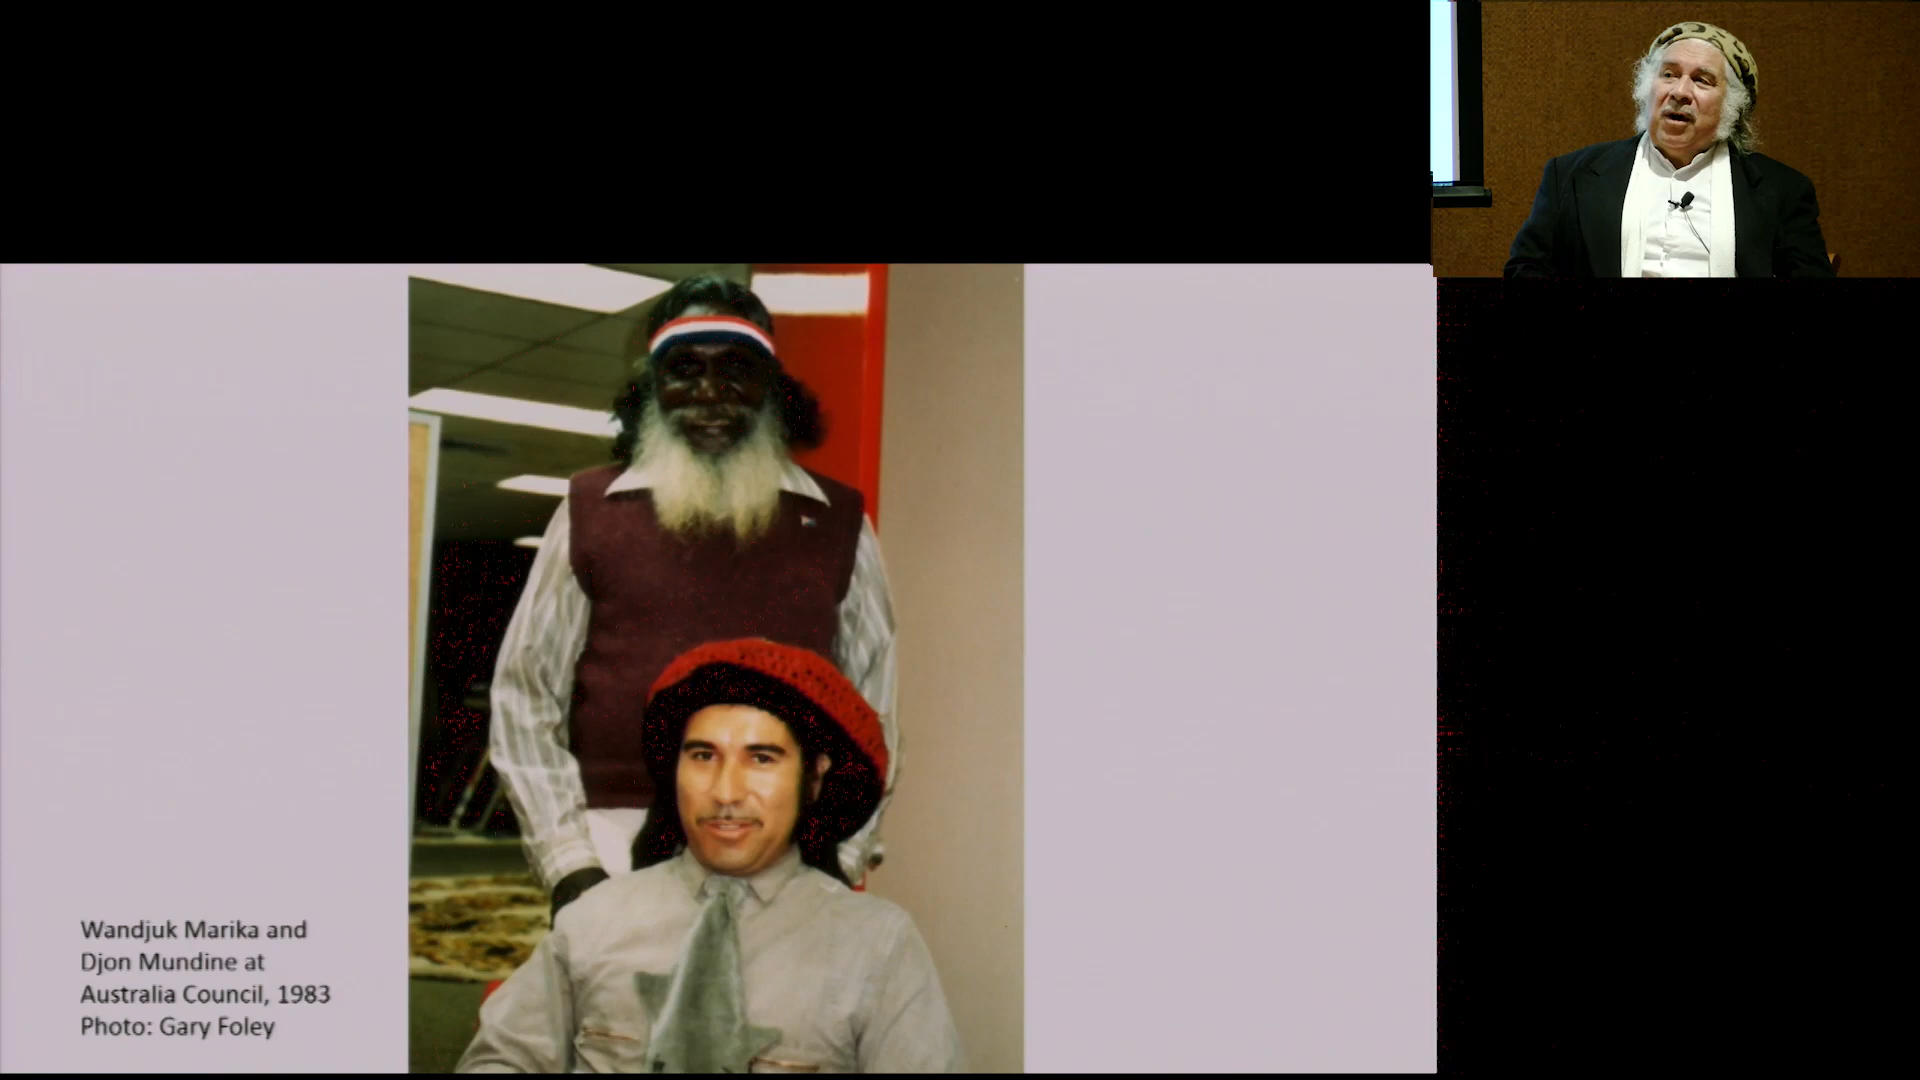 Wandjuk Marika and
Djon Mundine at
Australia Council, 1983
Photo: Gary Foley